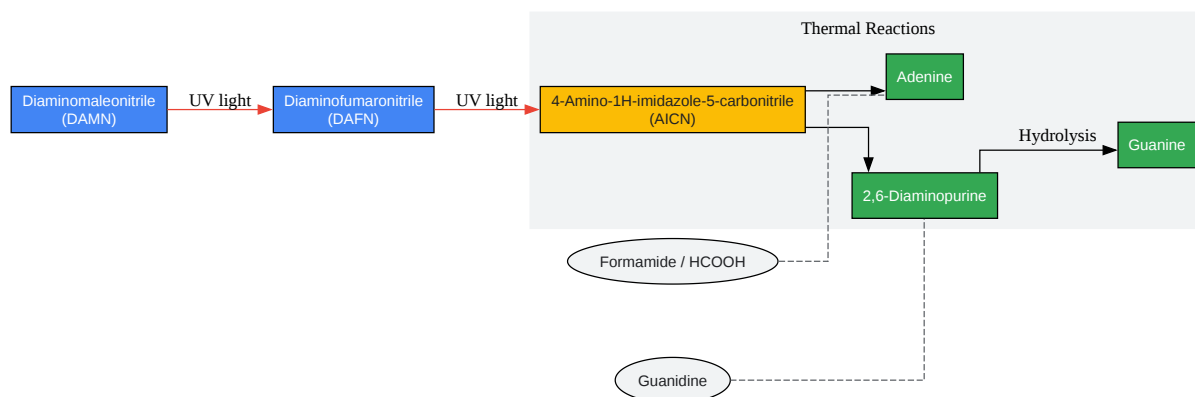 Thermal Reactions
Adenine
Diaminomaleonitrile
(DAMN)
UV light
Diaminofumaronitrile
(DAFN)
UV light
4-Amino-1H-imidazole-5-carbonitrile
(AICN)
Hydrolysis
Guanine
2,6-Diaminopurine
Formamide / HCOOH
Guanidine